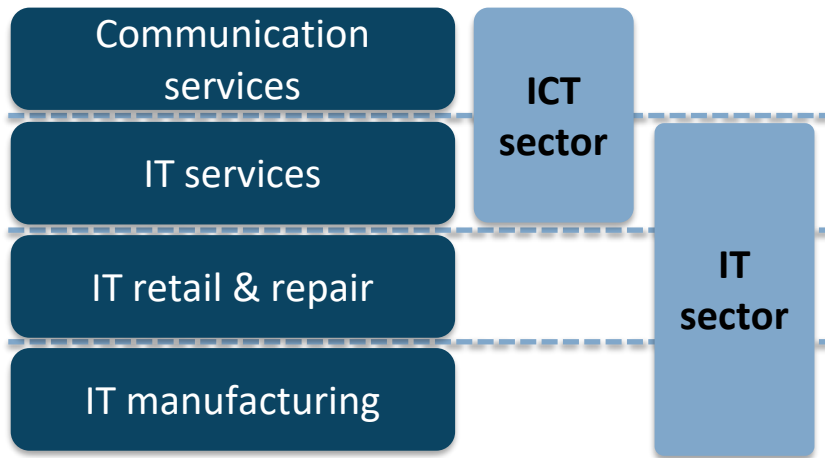 Communication
services
IT services
IT retail & repair
IT manufacturing
ICT
sector
IT
sector